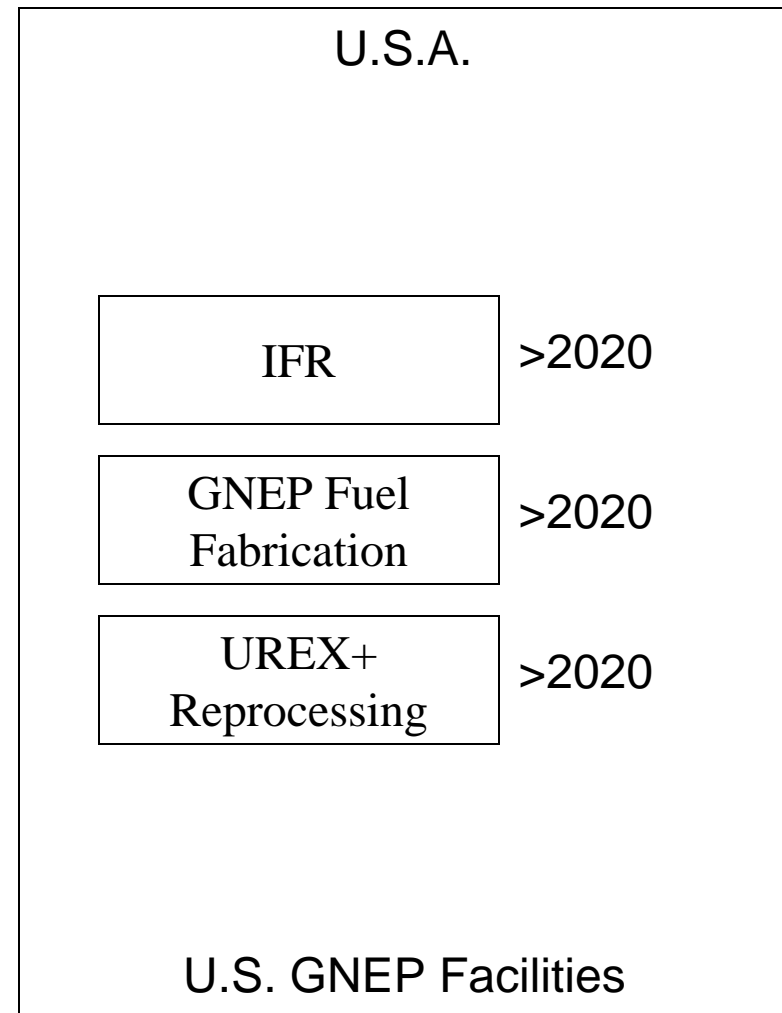 U.S.A.
IFR
>2020
GNEP Fuel
Fabrication
>2020
UREX+
Reprocessing
>2020
U.S. GNEP Facilities